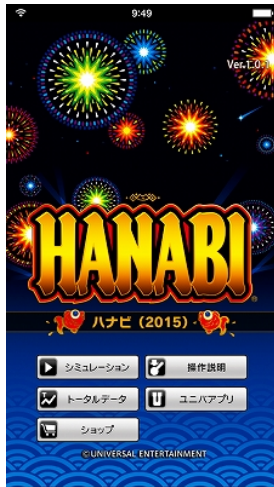 9:49
Ver.1.0.1
HANABI®
ハナビ（2015）
シミュレーション
操作説明
トータルデータ
U ユニバアプリ
ショップ
©UNIVERSAL ENTERTAINMENT